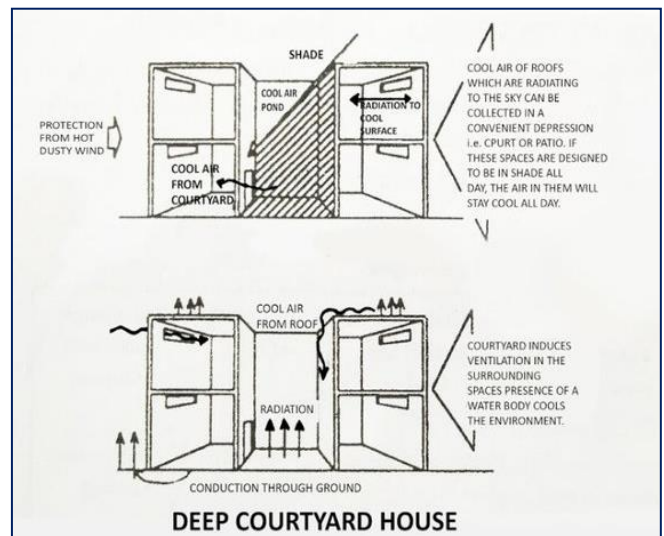 SHADE
COOL AIR
POND
RADIATION TO
COOL
SURFACE
PROTECTION
FROM HOT
DUSTY WIND
COOL AIR
FROM
COURTYARD
COOL AIR OF ROOFS
WHICH ARE RADIATING
TO THE SKY CAN BE
COLLECTED IN A
CONVENIENT DEPRESSION
i.e. CPURT OR PATIO. IF
THESE SPACES ARE DESIGNED
TO BE IN SHADE ALL
DAY, THE AIR IN THEM WILL
STAY COOL ALL DAY.
COOL AIR
FROM ROOF
RADIATION
CONDUCTION THROUGH GROUND
COURTYARD INDUCES
VENTILATION IN THE
SURROUNDING
SPACES PRESENCE OF A
WATER BODY COOLS
THE ENVIRONMENT.
DEEP COURTYARD HOUSE